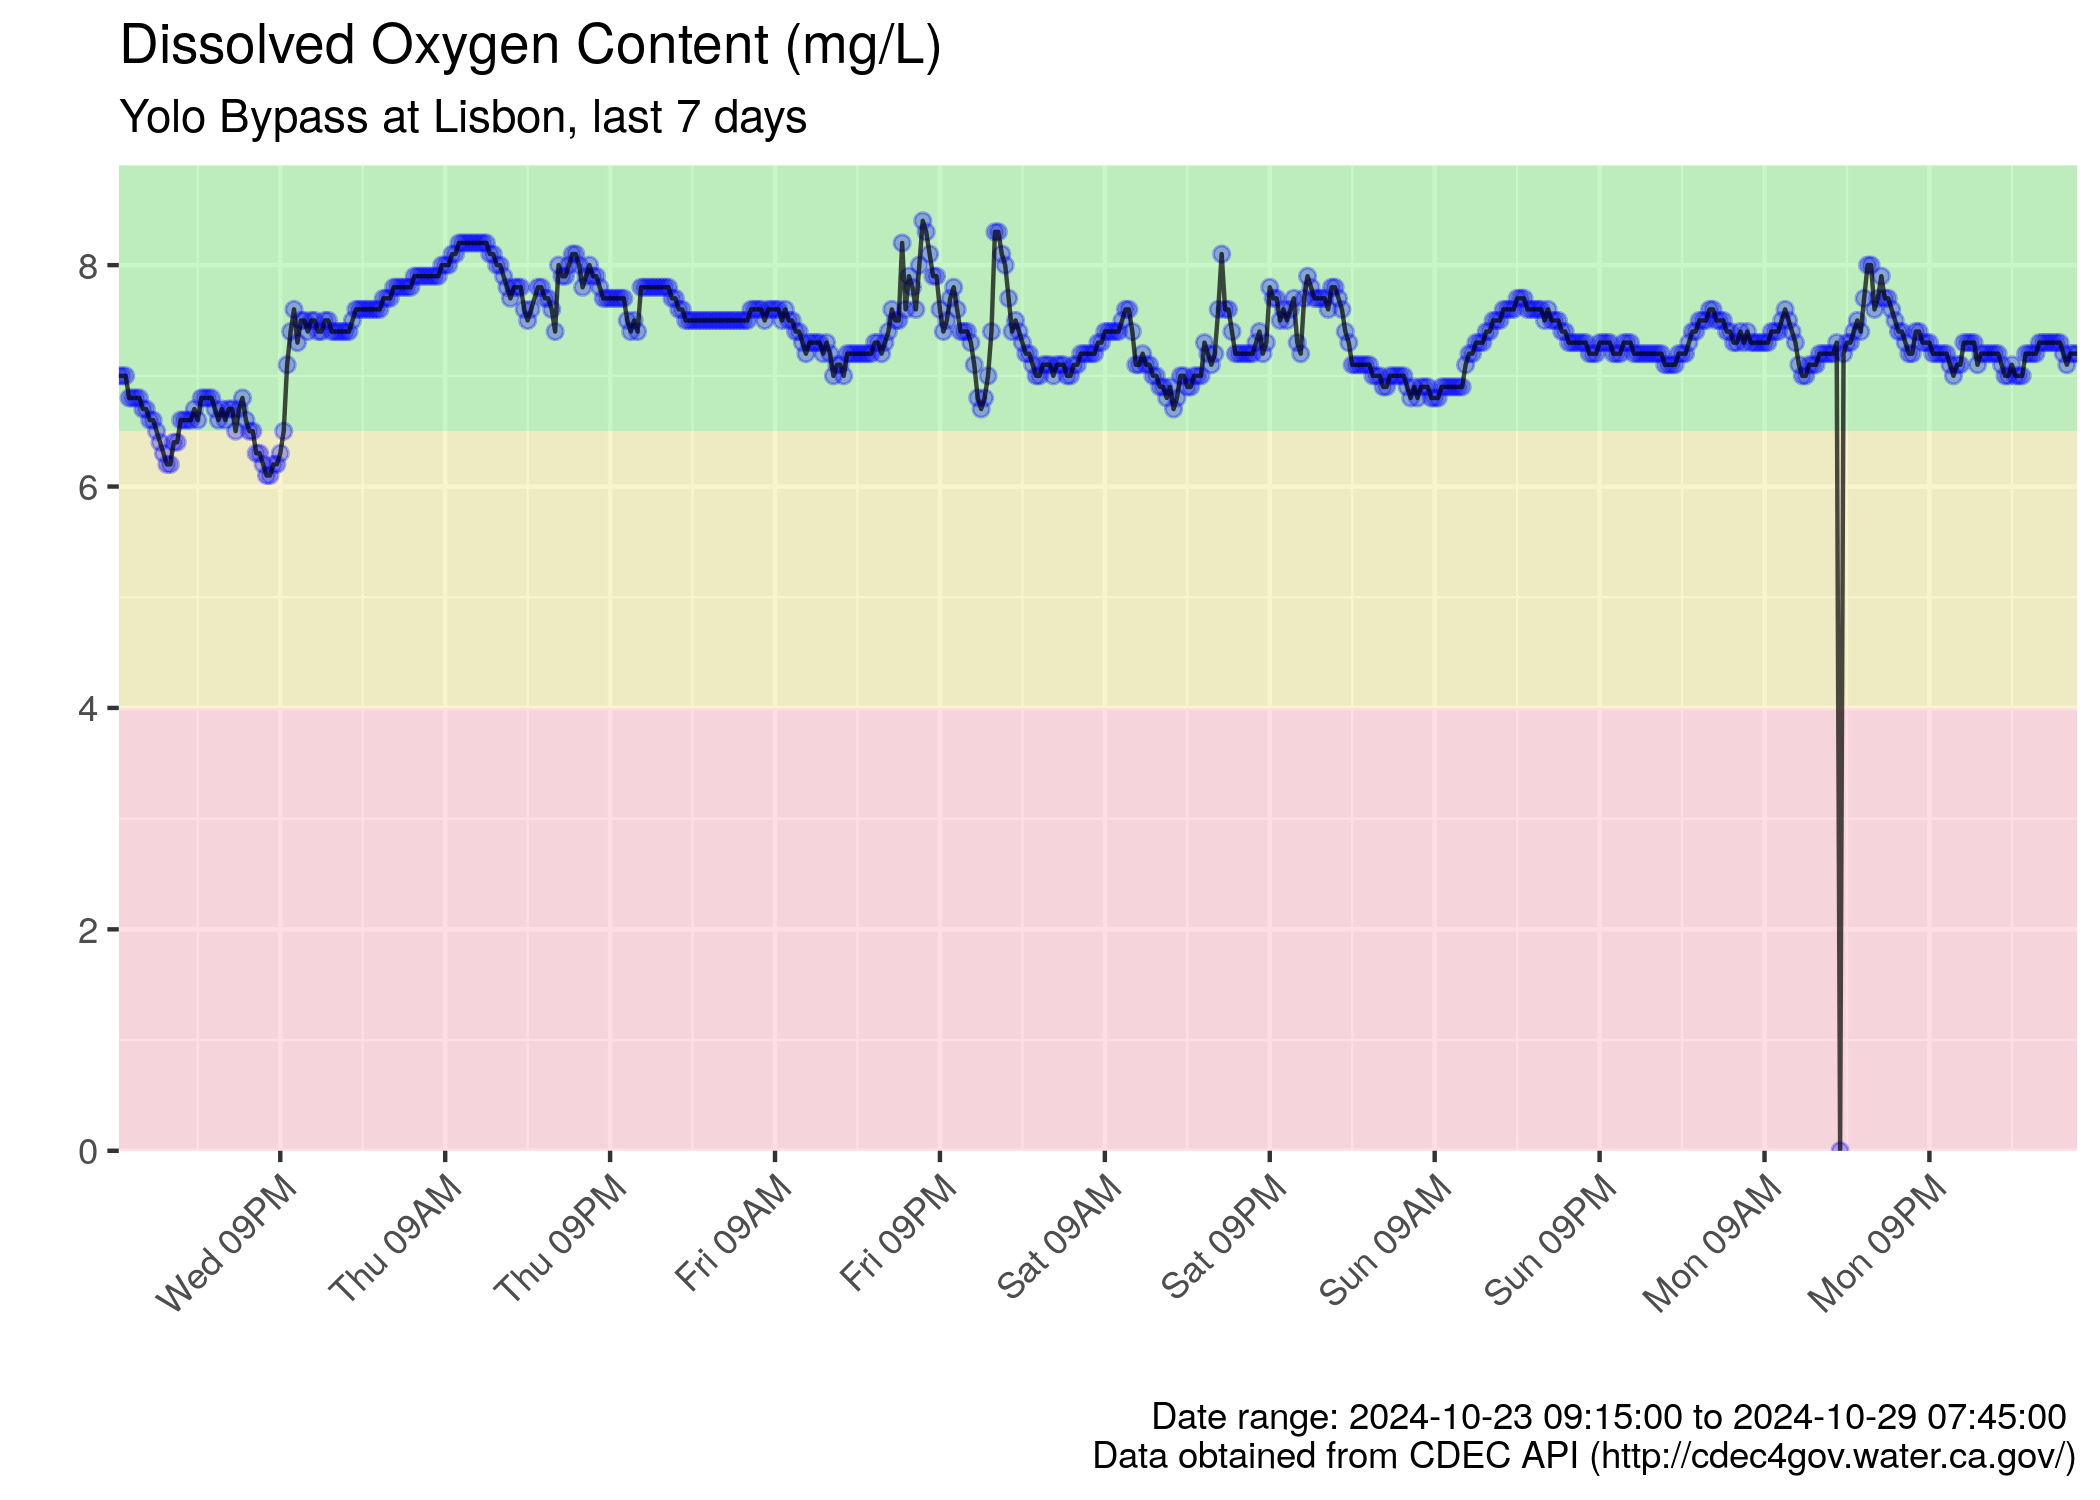 Dissolved Oxygen Content (mg/L)
Yolo Bypass at Lisbon, last 7 days
8
6
4
2
0
Wed 09PM
Thu 09AM
Thu 09PM
Fri 09AM
Fri 09PM
Sat 09AM
Sat 09PM
Sun 09AM
Sun 09PM
Mon 09AM
Mon 09PM
Date range: 2024-10-23 09:15:00 to 2024-10-29 07:45:00
Data obtained from CDEC API (http://cdec4gov.water.ca.gov/)